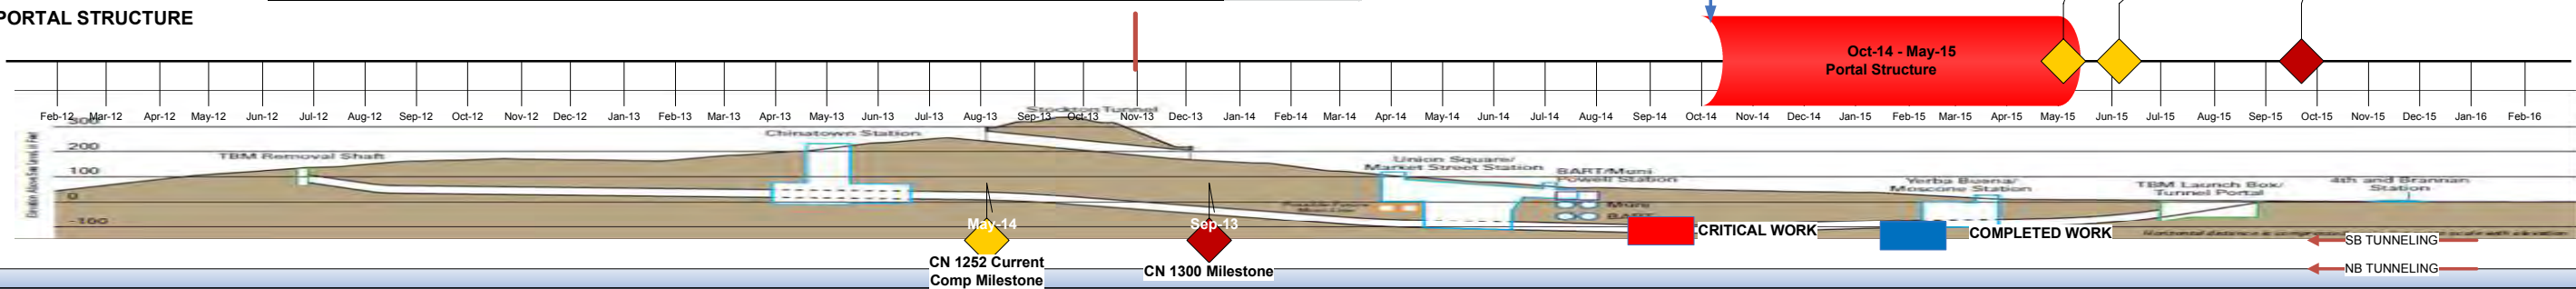 PORTAL STRUCTURE
Oct-14 - May-15
Portal Structure
Feb-12 Mar-12 Apr-12 May-12 Jun-12 Jul-12 Aug-12 Sep-12 Oct-12 Nov-12 Dec-12 Jan-13 Feb-13 Mar-13 Apr-13 May-13 Jun-13 Jul-13 Aug-13 Sep-13 Oct-13 Nov-13 Dec-13 Jan-14 Feb-14 Mar-14 Apr-14 May-14 Jun-14 Jul-14 Aug-14 Sep-14 Oct-14 Nov-14 Dec-14 Jan-15 Feb-15 Mar-15 Apr-15 May-15 Jun-15 Jul-15 Aug-15 Sep-15 Oct-15 Nov-15 Dec-15 Jan-16 Feb-16
300
200
100
0
-100
TBM Removal Shaft
Chinatown Station
Stockton Tunnel
Union Square/
Market Street Station
BART/Muni
Powell Station
Muni
BART
Yerba Buena/
Moscone Station
TBM Launch Box/
Tunnel Portal
4th and Brannan
Station
May-14
CN 1252 Current
Comp Milestone
Sep-13
CN 1300 Milestone
CRITICAL WORK
COMPLETED WORK
SB TUNNELING
NB TUNNELING